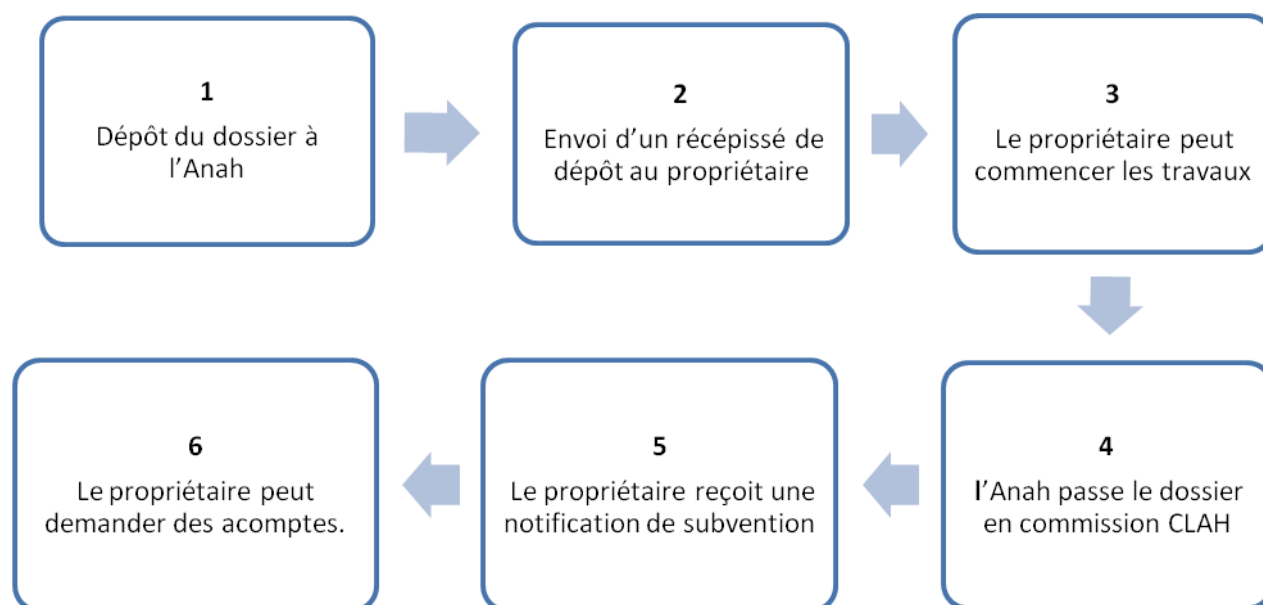 1
Dépôt du dossier à
l’Anah
2
Envoi d’un récépissé de
dépôt au propriétaire
3
Le propriétaire peut
commencer les travaux
4
l’Anah passe le dossier
en commission CLAH
5
Le propriétaire reçoit une
notification de subvention
6
Le propriétaire peut
demander des acomptes.